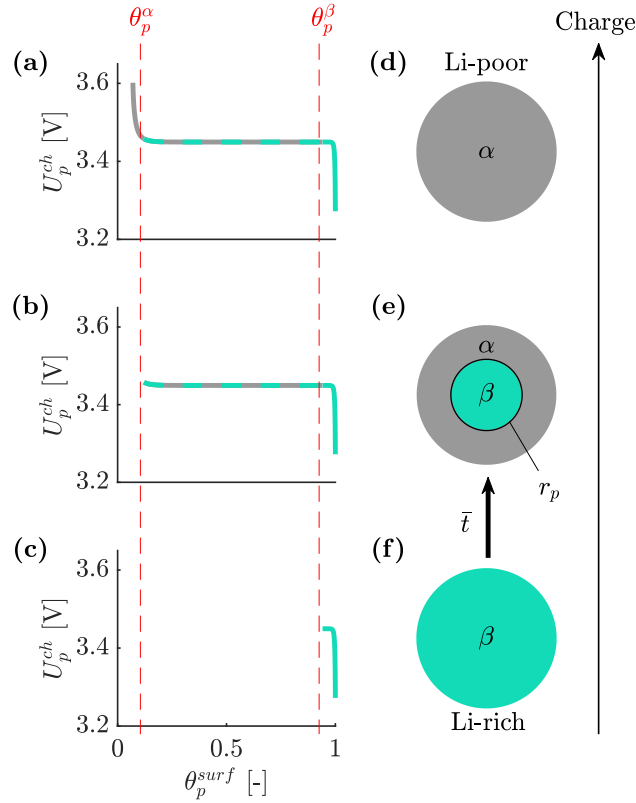 θ_p^α θ_p^β Charge
(a) (d) Li-poor
3.6
3.4
3.2
U_p^{ch} [V]
α
(b) (e)
3.6
3.4
3.2
U_p^{ch} [V]
α
β
r_p
t̄
(c) (f)
3.6
3.4
3.2
U_p^{ch} [V]
β
Li-rich
0 0.5 1
θ_p^{surf} [-]